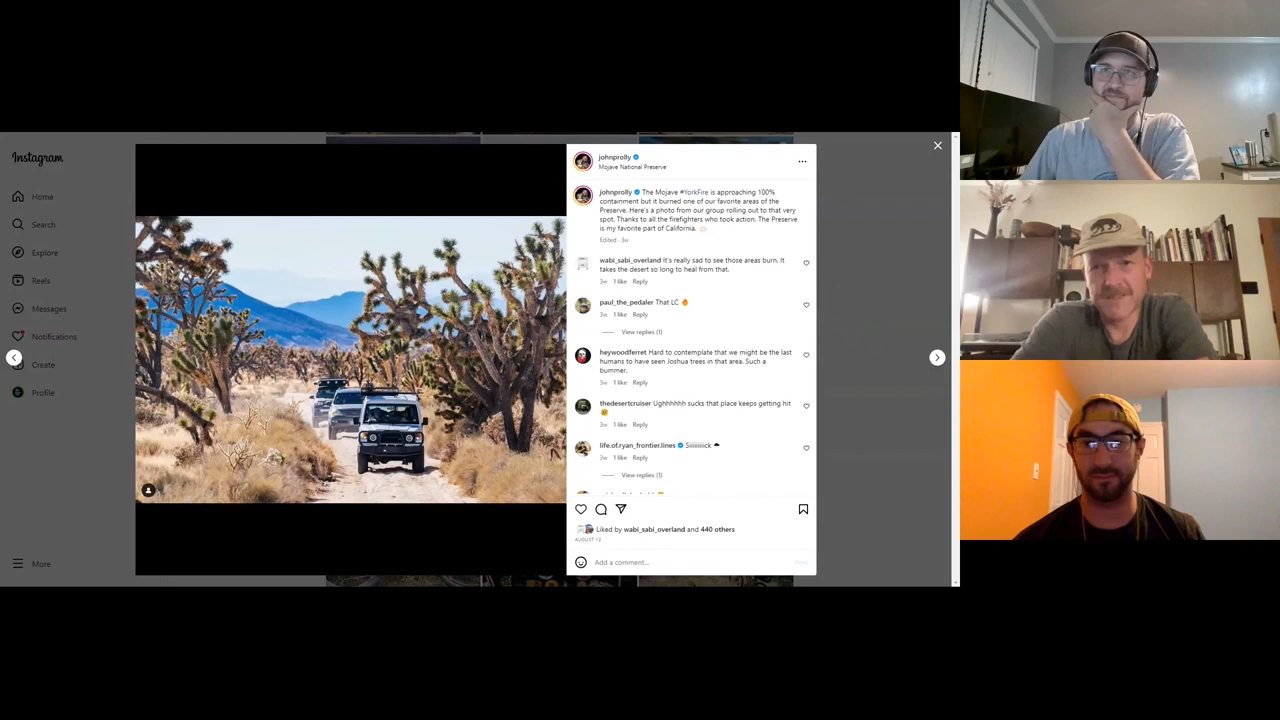 Instagram
Home
Search
Explore
Reels
Messages
Notifications
Create
Profile
More
johnprolly
Mojave National Preserve
johnprolly The Mojave #YorkFire is approaching 100%
containment but it burned one of our favorite areas of the
Preserve. Here's a photo from our group rolling out to that very
spot. Thanks to all the firefighters who took action. The Preserve
is my favorite part of California.
Edited · 3w
wabi_sabi_overland It's really sad to see those areas burn. It
takes the desert so long to heal from that.
3w 1 like Reply
paul_the_pedaler That LC 🔥
3w 1 like Reply
View replies (1)
heywoodferret Hard to contemplate that we might be the last
humans to have seen Joshua trees in that area. Such a
bummer.
3w 1 like Reply
thedesertcruiser Ughhhhhh sucks that place keeps getting hit
3w 1 like Reply
life.of.ryan_frontier.lines
3w 1 like Reply
View replies (1)
Liked by wabi_sabi_overland and 440 others
AUGUST 12
Add a comment...
Post